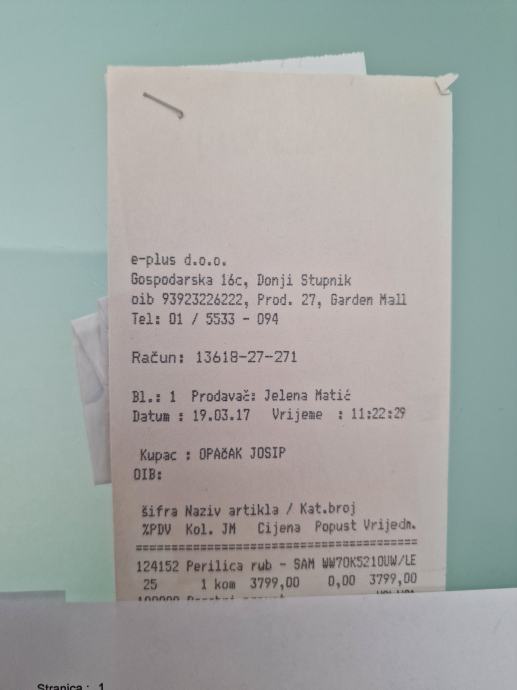 e-plus d.o.o.
Gospodarska 16c, Donji Stupnik
oib 93923226222, Prod. 27, Garden Mall
Tel: 01 / 5533 - 094
Račun: 13618-27-271
Bl.: 1 Prodavač: Jelena Matić
Datum : 19.03.17 Vrijeme : 11:22:29
Kupac : OPAČAK JOSIP
OIB:
šifra Naziv artikla / Kat.broj
%PDV Kol. JM Cijena Popust Vrijedn.
124152 Perilica rub - SAM WW70K5210UW/LE
25 1 kom 3799,00 0,00 3799,00
Stranica : 1